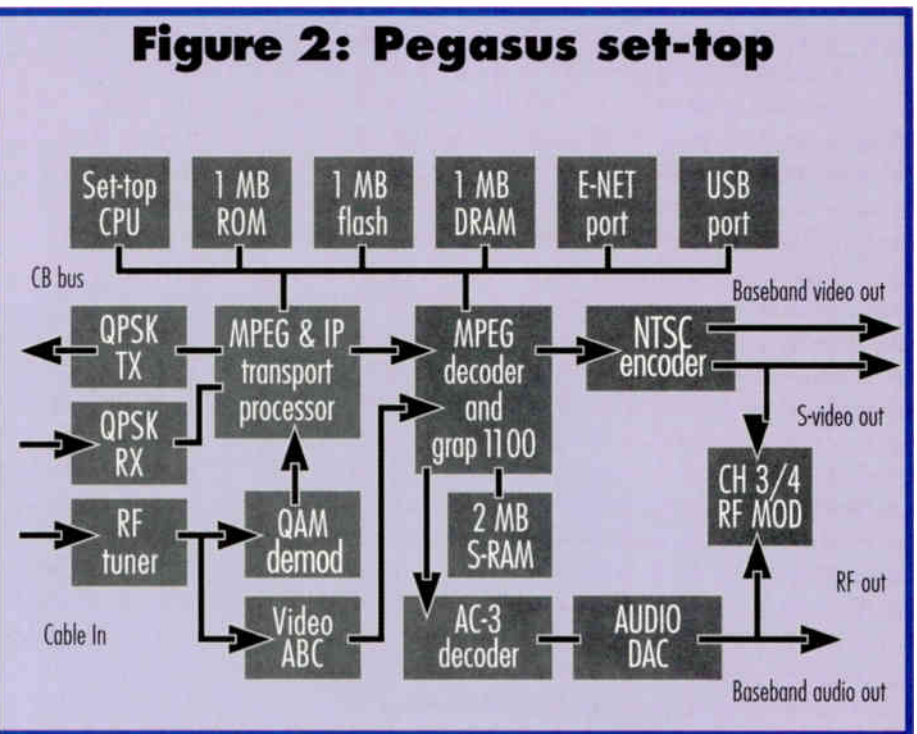 Figure 2: Pegasus set-top
Set-top
CPU
1 MB
ROM
1 MB
flash
1 MB
DRAM
E-NET
port
USB
port
CB bus
Baseband video out
QPSK
TX
MPEG & IP
transport
processor
MPEG
decoder
and
grap 1100
NTSC
encoder
S-video out
QPSK
RX
CH 3/4
RF MOD
RF
tuner
QAM
demod
2 MB
S-RAM
RF out
Cable In
Video
ABC
AC-3
decoder
AUDIO
DAC
Baseband audio out